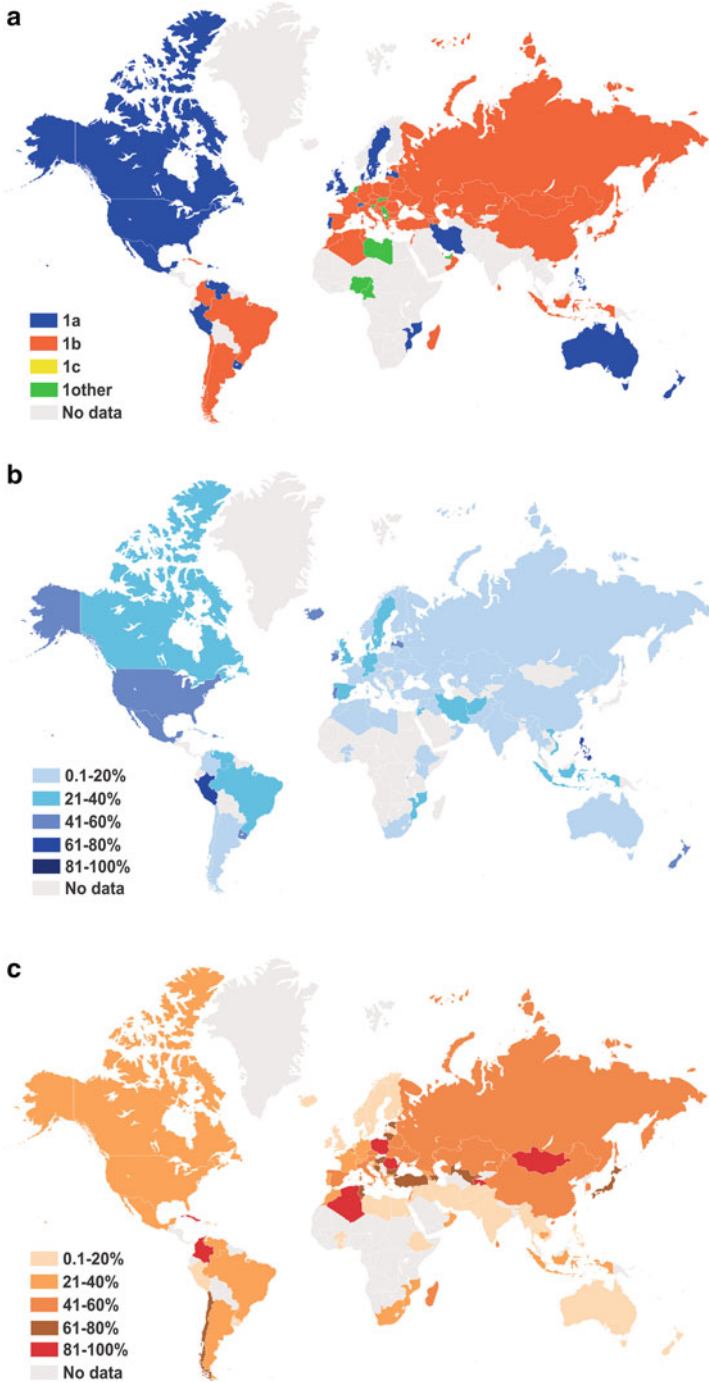 a
1a
1b
1c
1other
No data
b
0.1-20%
21-40%
41-60%
61-80%
81-100%
No data
c
0.1-20%
21-40%
41-60%
61-80%
81-100%
No data